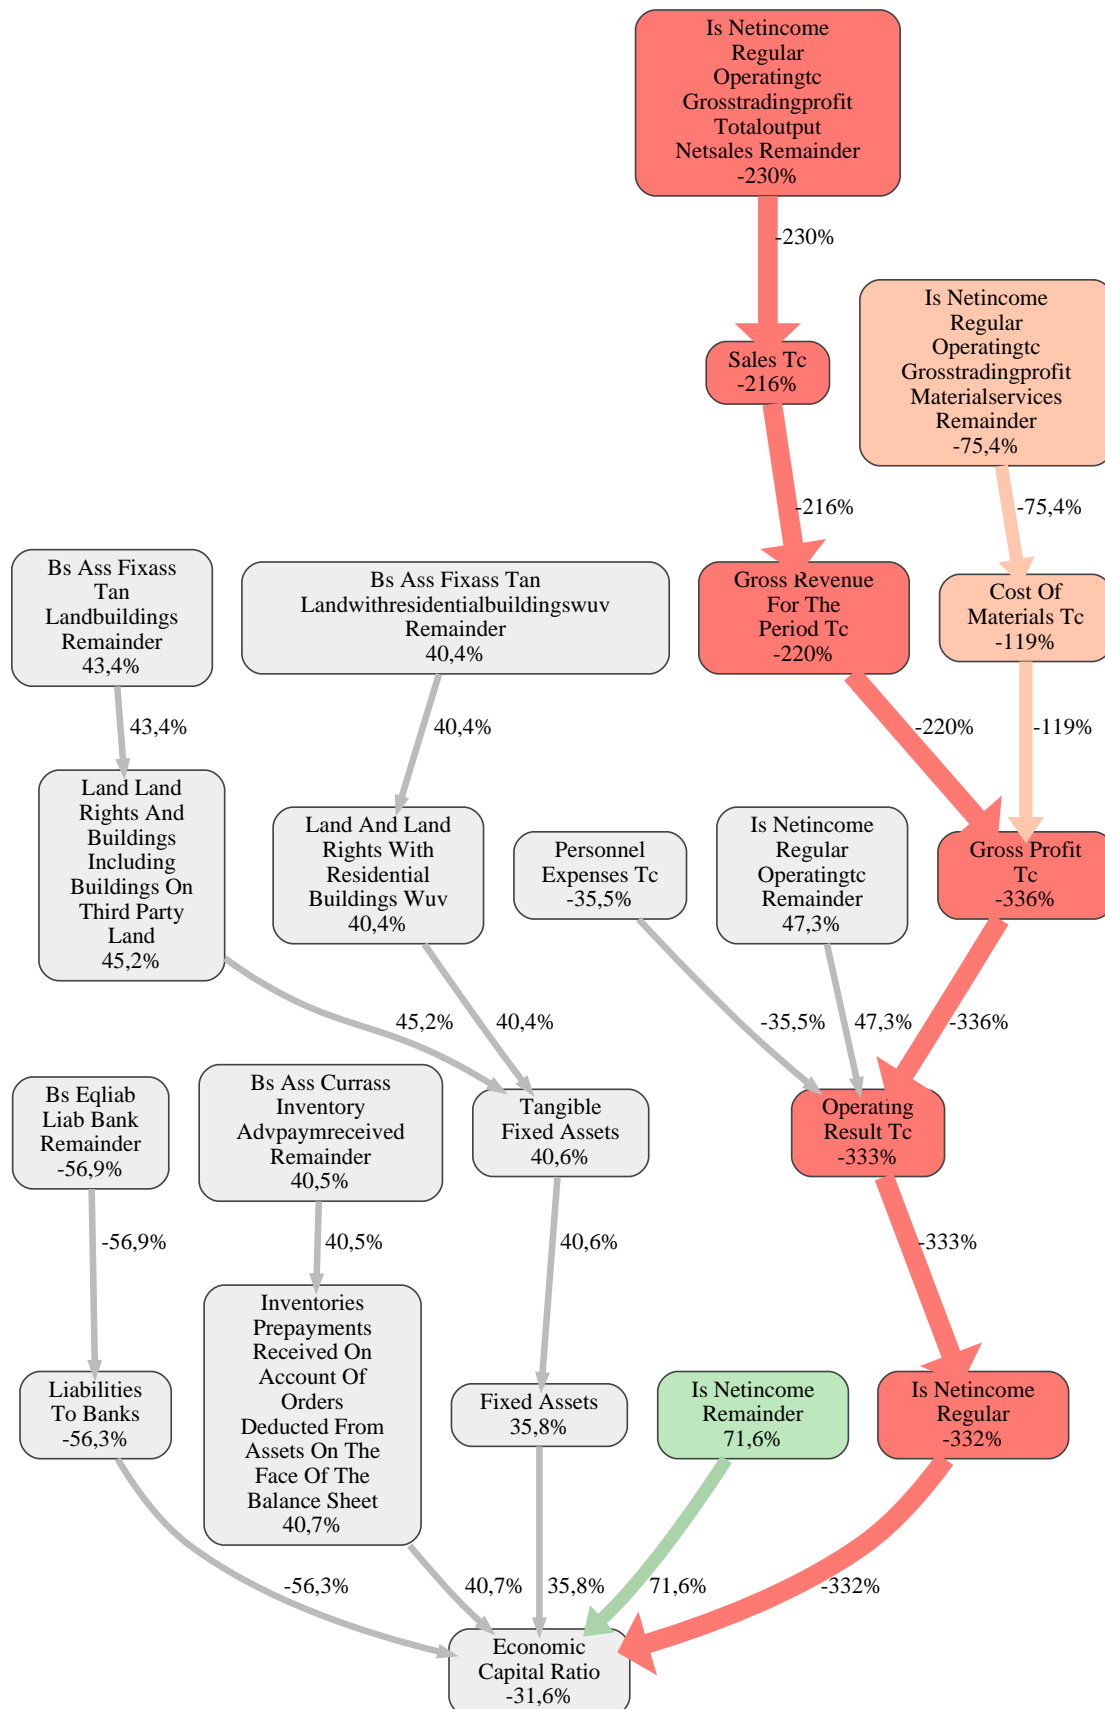 Is Netincome
Regular
Operatingtc
Grosstradingprofit
Totaloutput
Netsales Remainder
-230%
-230%
Is Netincome
Regular
Operatingtc
Grosstradingprofit
Materialservices
Remainder
-75,4%
Sales Tc
-216%
-216%
-75,4%
Bs Ass Fixass
Tan
Landbuildings
Remainder
43,4%
Bs Ass Fixass Tan
Landwithresidentialbuildingswuv
Remainder
40,4%
Gross Revenue
For The
Period Tc
-220%
Cost Of
Materials Tc
-119%
43,4%
40,4%
-220%
-119%
Land Land
Rights And
Buildings
Including
Buildings On
Third Party
Land
45,2%
Land And Land
Rights With
Residential
Buildings Wuv
40,4%
Personnel
Expenses Tc
-35,5%
Is Netincome
Regular
Operatingtc
Remainder
47,3%
Gross Profit
Tc
-336%
45,2%
40,4%
-35,5%
47,3%
-336%
Bs Eqliab
Liab Bank
Remainder
-56,9%
Bs Ass Currass
Inventory
Advpaymreceived
Remainder
40,5%
Tangible
Fixed Assets
40,6%
Operating
Result Tc
-333%
-56,9%
40,5%
40,6%
-333%
Liabilities
To Banks
-56,3%
Inventories
Prepayments
Received On
Account Of
Orders
Deducted From
Assets On The
Face Of The
Balance Sheet
40,7%
Fixed Assets
35,8%
Is Netincome
Remainder
71,6%
Is Netincome
Regular
-332%
-56,3%
40,7%
35,8%
71,6%
-332%
Economic
Capital Ratio
-31,6%